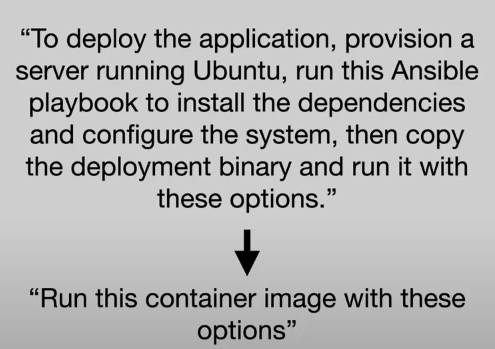 “To deploy the application, provision a
server running Ubuntu, run this Ansible
playbook to install the dependencies
and configure the system, then copy
the deployment binary and run it with
these options.”
“Run this container image with these
options”